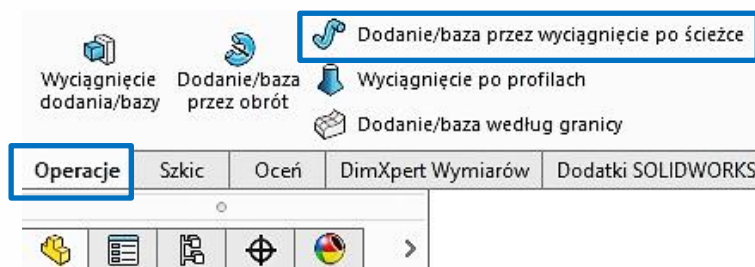 Wyciągnięcie
dodania/bazy
Dodanie/baza
przez obrót
Dodanie/baza przez wyciągnięcie po ścieżce
Wyciągnięcie po profilach
Dodanie/baza według granicy
Operacje
Szkic
Oceń
DimXpert Wymiarów
Dodatki SOLIDWORKS